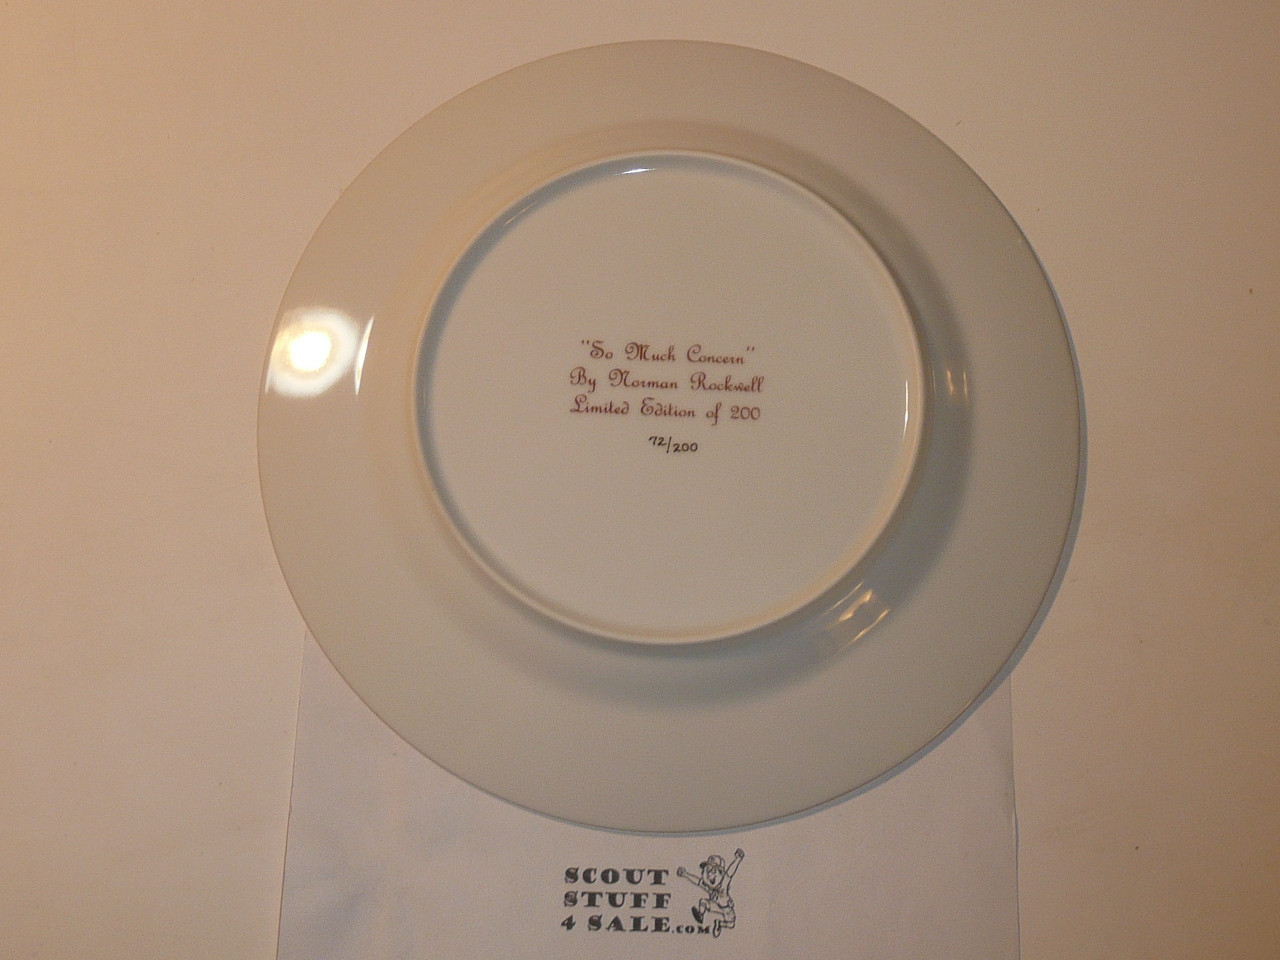 "So Much Concern"
By Norman Rockwell
Limited Edition of 200
72/200
SCOUT
STUFF
4 SALE.COM